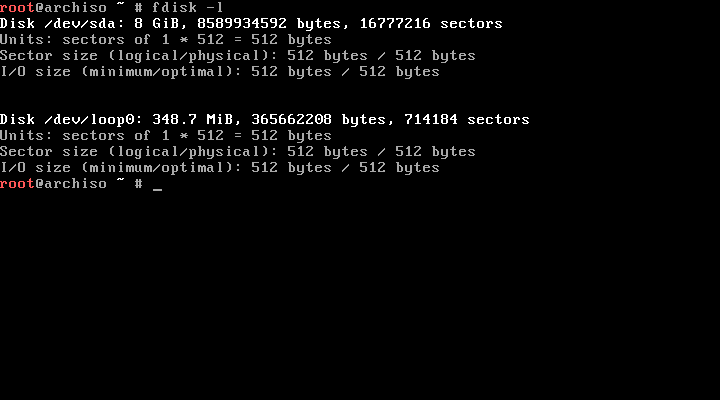 root@archiso ~ # fdisk -l
Disk /dev/sda: 8 GiB, 8589934592 bytes, 16777216 sectors
Units: sectors of 1 * 512 = 512 bytes
Sector size (logical/physical): 512 bytes / 512 bytes
I/O size (minimum/optimal): 512 bytes / 512 bytes
Disk /dev/loop0: 348.7 MiB, 365662208 bytes, 714184 sectors
Units: sectors of 1 * 512 = 512 bytes
Sector size (logical/physical): 512 bytes / 512 bytes
I/O size (minimum/optimal): 512 bytes / 512 bytes
root@archiso ~ # _